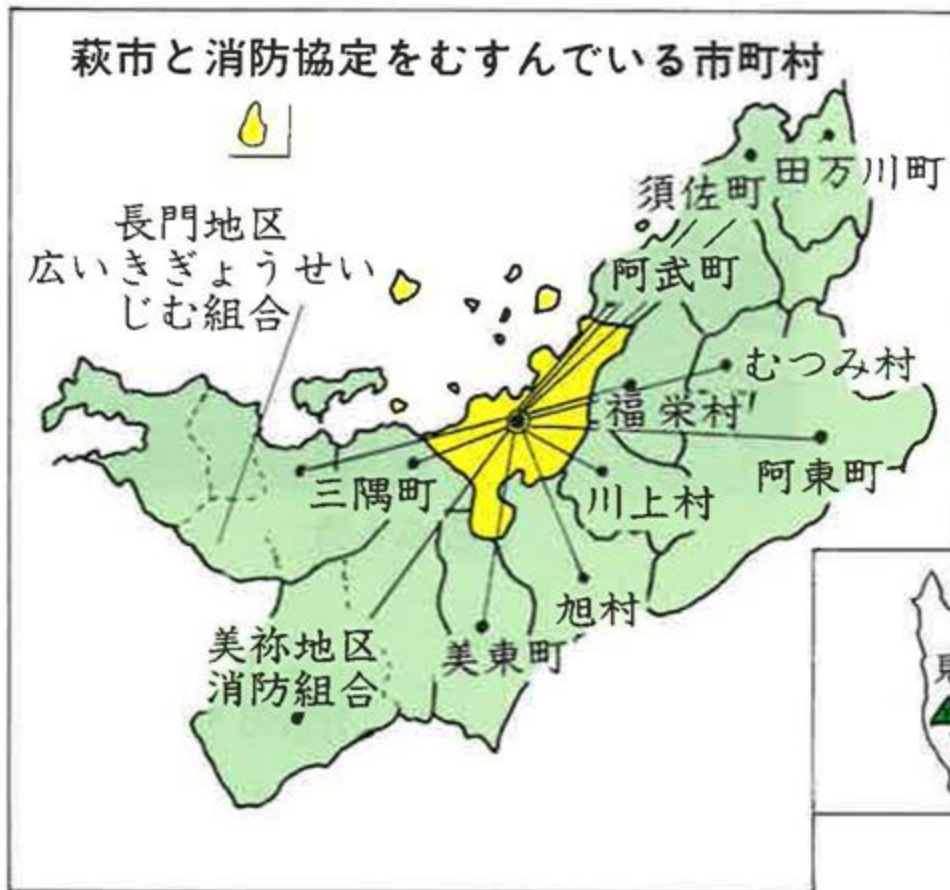 萩市と消防協定をむすんでいる市町村
田万川町
須佐町
阿武町
長門地区
広いきぎょうせい
じむ組合
むつみ村
福栄村
阿東町
三隅町
川上村
旭村
美祢地区
消防組合
美東町